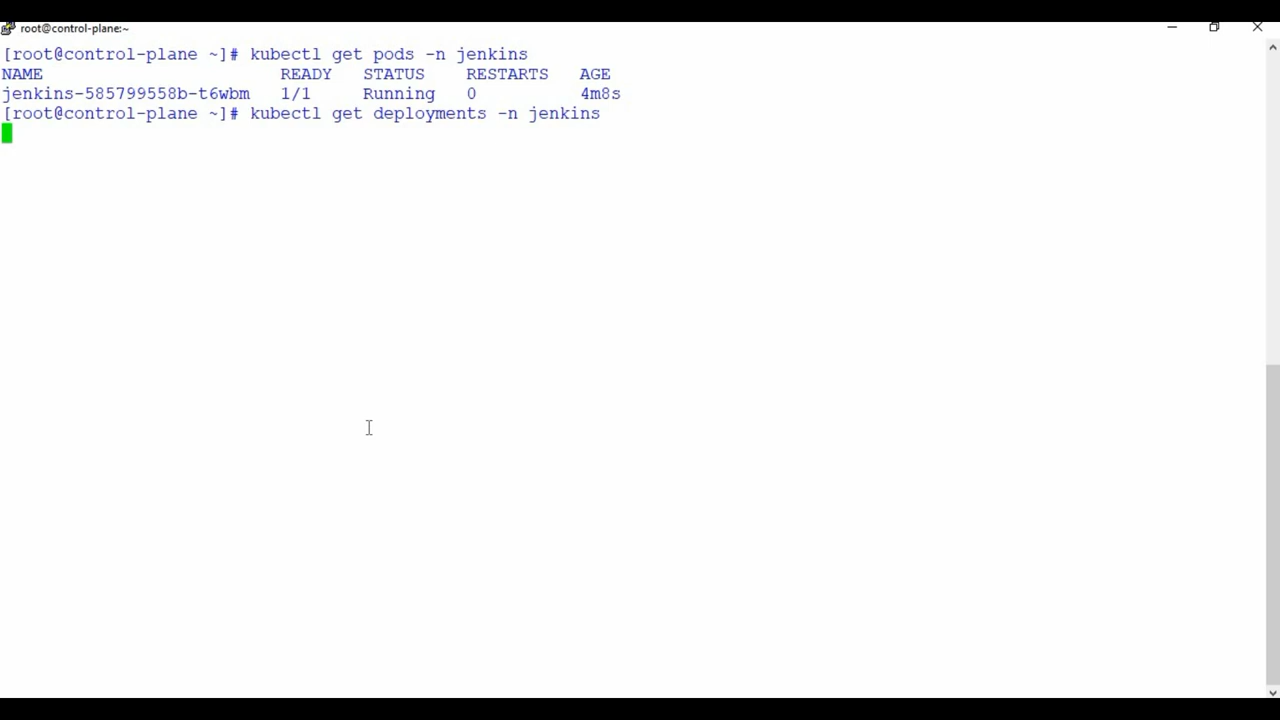 root@control-plane:~
[root@control-plane ~]# kubectl get pods -n jenkins
NAME                       READY   STATUS    RESTARTS   AGE
jenkins-585799558b-t6wbm   1/1     Running   0          4m8s
[root@control-plane ~]# kubectl get deployments -n jenkins